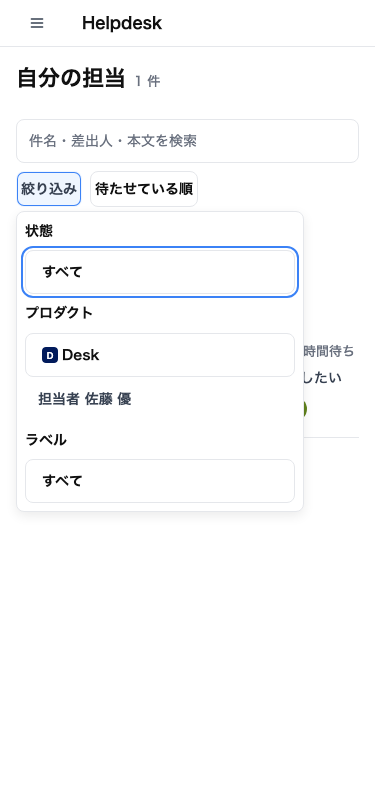 Helpdesk
自分の担当 1 件
件名・差出人・本文を検索
絞り込み 待たせている順
状態
すべて
プロダクト
D Desk
時間待ち
担当者 佐藤 優
したい
ラベル
すべて